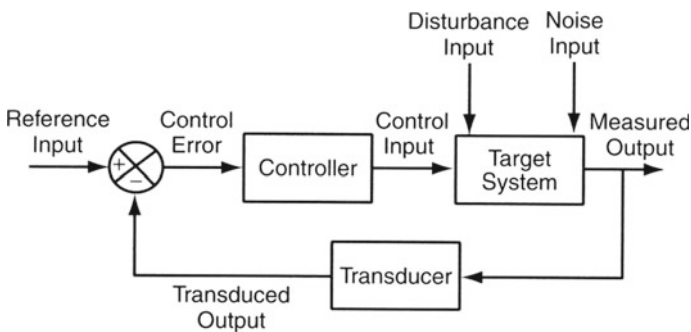 Disturbance
Input
Noise
Input
Reference
Input
+
−
Control
Error
Controller
Control
Input
Target
System
Measured
Output
Transducer
Transduced
Output